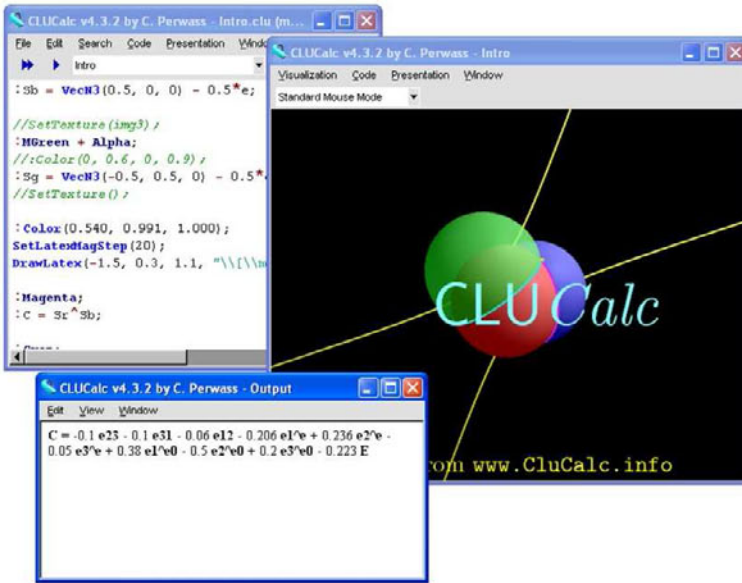 CLUCalc v4.3.2 by C. Perwass - Intro.clu (m...
File Edit Search Code Presentation
Intro
:Sb = VecN3(0.5, 0, 0) - 0.5*e;
//SetTexture(img3);
:MGreen + Alpha;
//:Color(0, 0.6, 0, 0.9);
:Sg = VecN3(-0.5, 0.5, 0) - 0.5*
//SetTexture();
:Color(0.540, 0.991, 1.000);
SetLatexMagStep(20);
DrawLatex(-1.5, 0.3, 1.1, "\\[\\m
:Magenta;
:C = Sr^Sb;
CLUCalc v4.3.2 by C. Perwass - Intro
Visualization Code Presentation Window
Standard Mouse Mode
CLUCalc
www.CluCalc.info
CLUCalc v4.3.2 by C. Perwass - Output
Edit View Window
C = -0.1 e23 - 0.1 e31 - 0.06 e12 - 0.206 e1^e + 0.236 e2^e -
0.05 e3^e + 0.38 e1^e0 - 0.5 e2^e0 + 0.2 e3^e0 - 0.223 E